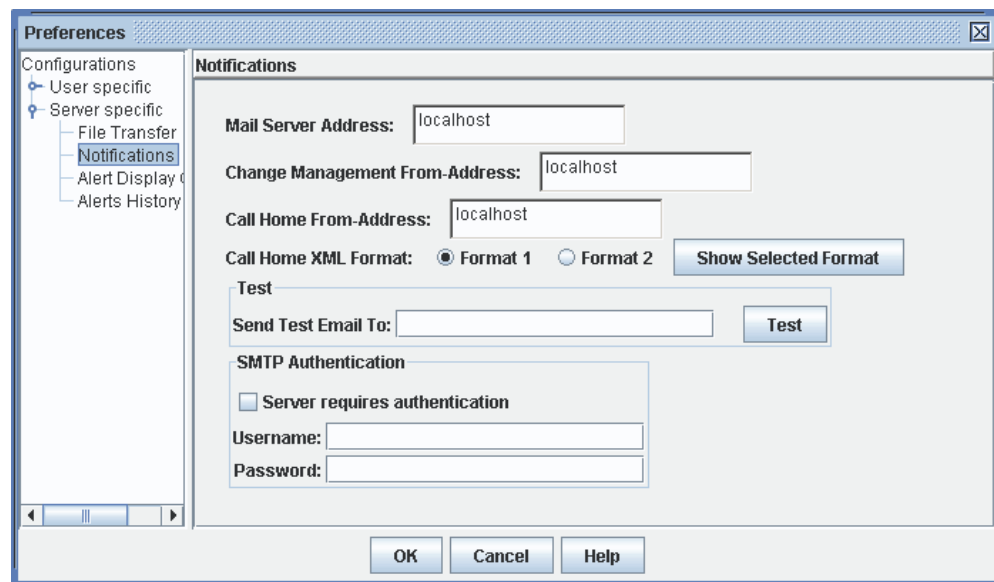 Preferences
Configurations
User specific
Server specific
File Transfer
Notifications
Alert Display
Alerts History
Notifications
Mail Server Address: localhost
Change Management From-Address: localhost
Call Home From-Address: localhost
Call Home XML Format: Format 1 Format 2 Show Selected Format
Test
Send Test Email To: Test
SMTP Authentication
Server requires authentication
Username:
Password:
OK Cancel Help